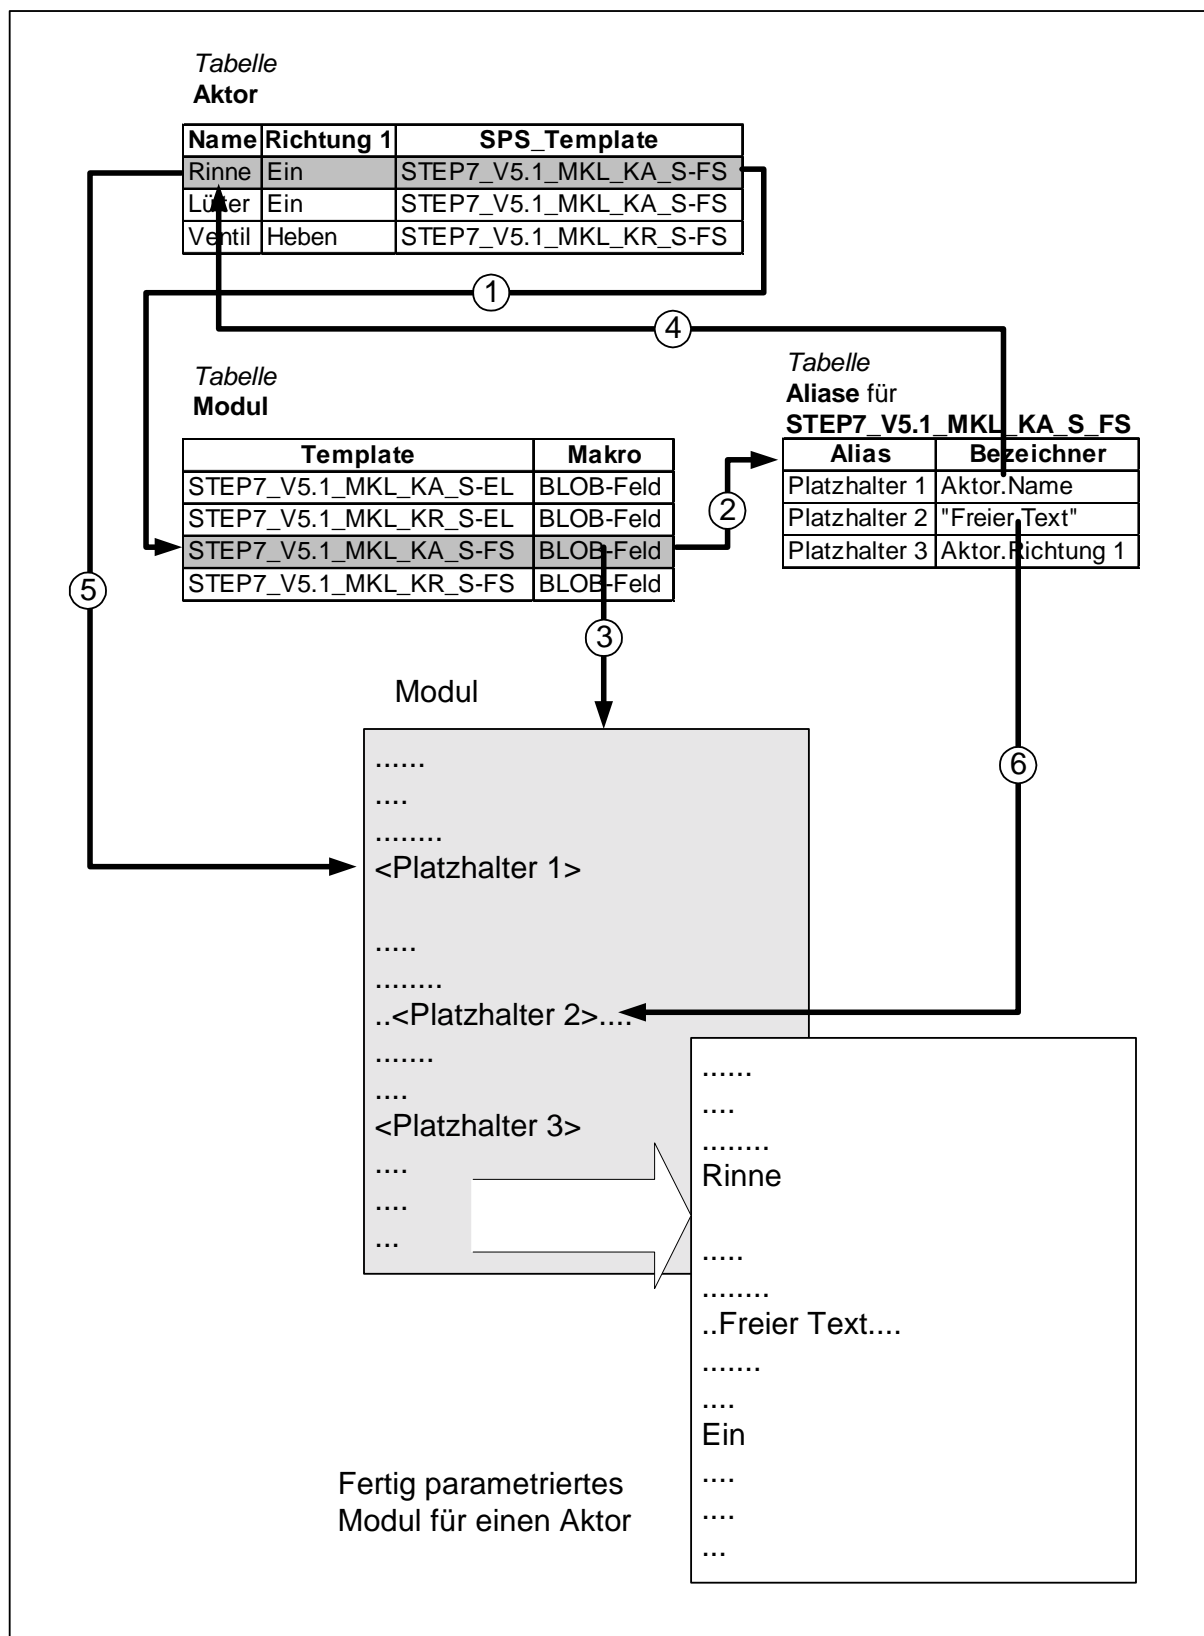 Tabelle
Aktor
Name Richtung 1 SPS_Template
Rinne Ein STEP7_V5.1_MKL_KA_S-FS
Ein STEP7_V5.1_MKL_KA_S-FS
Ventil Heben STEP7_V5.1_MKL_KR_S-FS
1
4
Tabelle
Modul
Template Makro
STEP7_V5.1_MKL_KA_S-EL BLOB-Feld
STEP7_V5.1_MKL_KR_S-EL BLOB-Feld
STEP7_V5.1_MKL_KA_S-FS BLOB-Feld
STEP7_V5.1_MKL_KR_S-FS BLOB-Feld
Tabelle
Aliase für
STEP7_V5.1_MKL_KA_S_FS
Alias Bezeichner
Platzhalter 1 Aktor.Name
Platzhalter 2 "Freier Text"
Platzhalter 3 Aktor.Richtung 1
2
5
3
6
Modul
......
....
........
<Platzhalter 1>
.....
........
..<Platzhalter 2>....
.......
....
<Platzhalter 3>
....
....
...
......
....
........
Rinne
.....
........
..Freier Text....
.......
....
Ein
....
....
...
Fertig parametriertes
Modul für einen Aktor